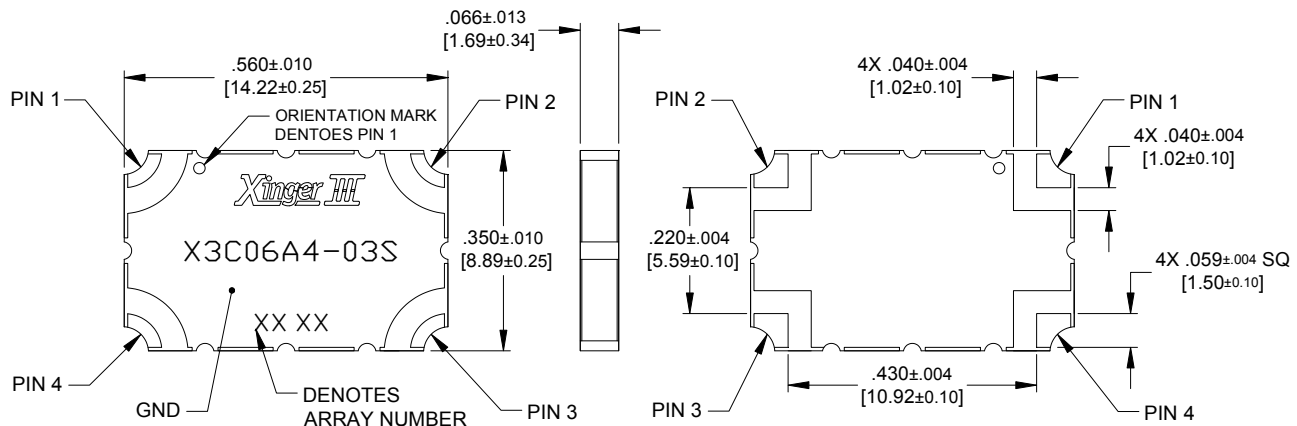 .066±.013
[1.69±0.34]
.560±.010
[14.22±0.25]
4X .040±.004
[1.02±0.10]
PIN 1
PIN 2
ORIENTATION MARK
DENTOES PIN 1
PIN 2
PIN 1
4X .040±.004
[1.02±0.10]
Xinger III
X3C06A4-03S
.350±.010
[8.89±0.25]
.220±.004
[5.59±0.10]
4X .059±.004 SQ
[1.50±0.10]
XX XX
PIN 4
GND
DENOTES
ARRAY NUMBER
PIN 3
PIN 3
.430±.004
[10.92±0.10]
PIN 4